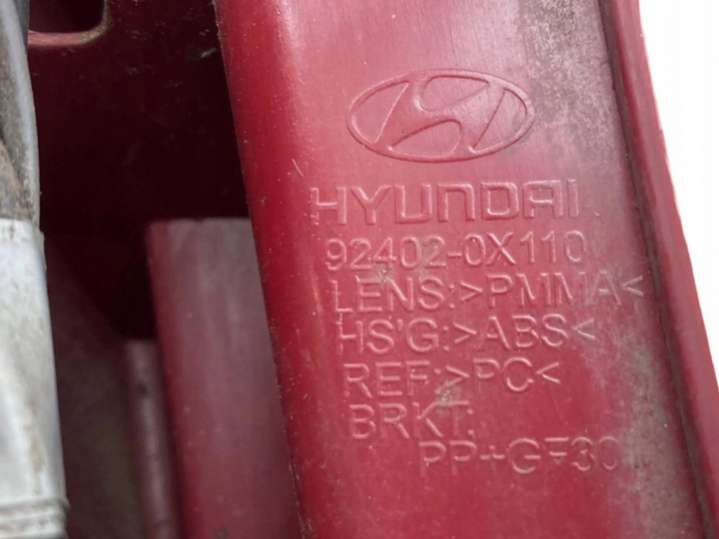 HYUNDAI
92402-0X110
LENS:>PMMA<
HS'G:>ABS<
REF:>PC<
BRKT:
PP+GF30